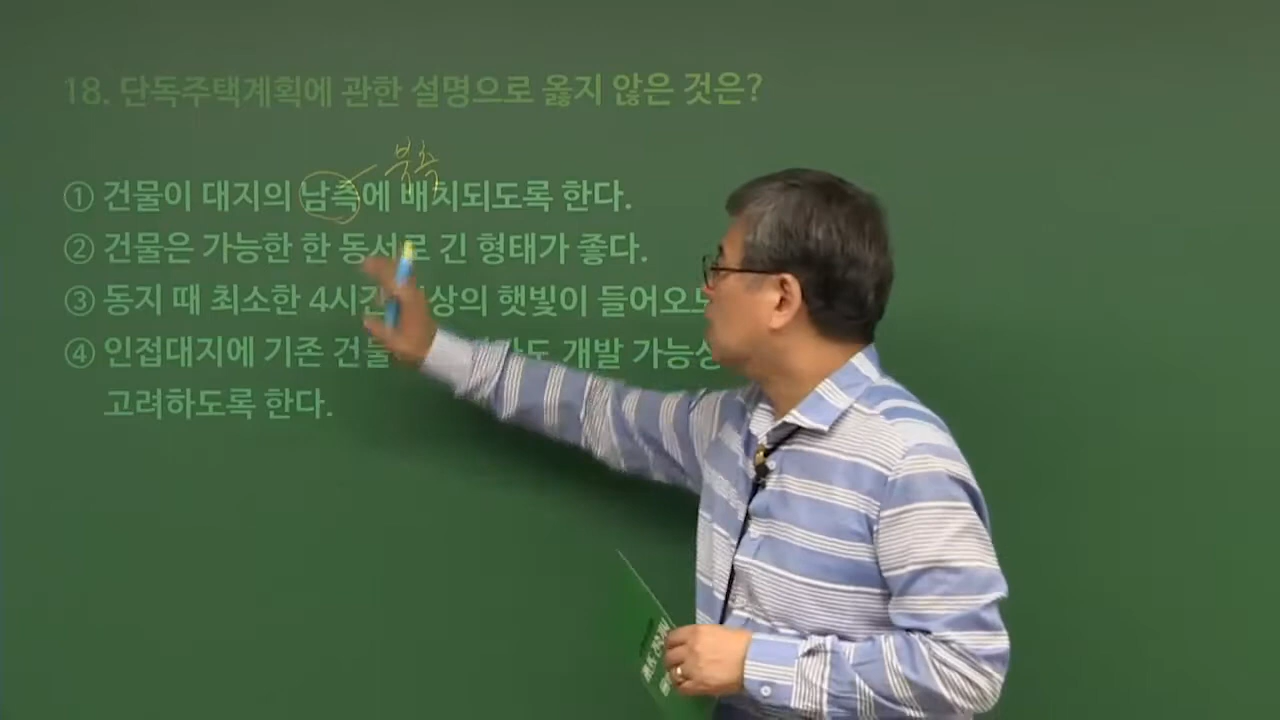 18. 단독주택계획에 관한 설명으로 옳지 않은 것은?
북측
① 건물이 대지의 남측에 배치되도록 한다.
② 건물은 가능한 한 동서로 긴 형태가 좋다.
③ 동지 때 최소한 4시간 이상의 햇빛이 들어오
④ 인접대지에 기존 건물 개발 가능
고려하도록 한다.